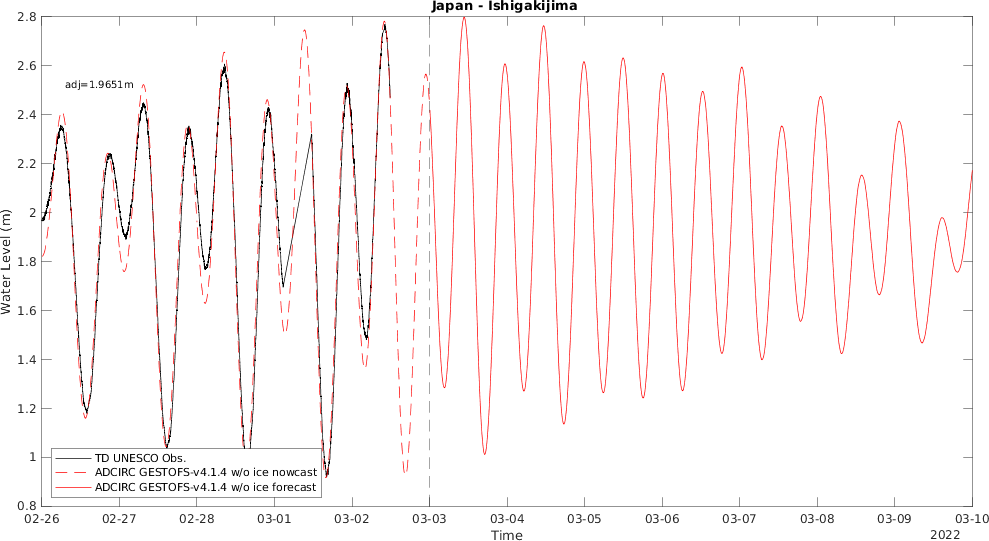 Japan - Ishigakijima
2.8
2.6
2.4
2.2
2
1.8
1.6
1.4
1.2
1
0.8
Water Level (m)
adj=1.9651m
TD UNESCO Obs.
ADCIRC GESTOFS-v4.1.4 w/o ice nowcast
ADCIRC GESTOFS-v4.1.4 w/o ice forecast
02-26 02-27 02-28 03-01 03-02 03-03 03-04 03-05 03-06 03-07 03-08 03-09 03-10
Time
2022